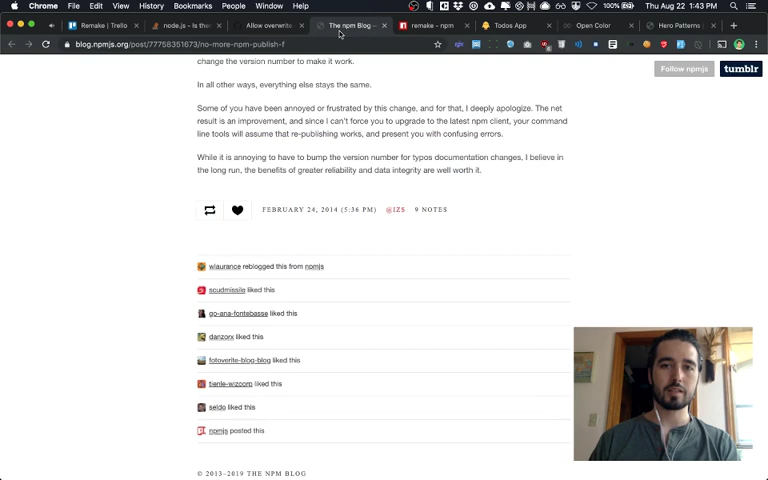 Chrome File Edit View History Bookmarks People Window Help 100% Thu Aug 22 1:43 PM
Remake | Trello
node.js – Is ther
Allow overwrite
The npm Blog –
remake – npm
Todos App
Open Color
Hero Patterns |
blog.npmjs.org/post/77758351673/no-more-npm-publish-f
Follow npmjs
tumblr
change the version number to make it work.
In all other ways, everything else stays the same.
Some of you have been annoyed or frustrated by this change, and for that, I deeply apologize. The net
result is an improvement, and since I can't force you to upgrade to the latest npm client, your command
line tools will assume that re-publishing works, and present you with confusing errors.
While it is annoying to have to bump the version number for typos documentation changes, I believe in
the long run, the benefits of greater reliability and data integrity are well worth it.
FEBRUARY 24, 2014 (5:36 PM) @IZS 9 NOTES
wlaurance reblogged this from npmjs
scudmissile liked this
go-ana-fontebasse liked this
danzorx liked this
fotoverite-blog-blog liked this
tienle-wizcorp liked this
seldo liked this
npmjs posted this
© 2013–2019 THE NPM BLOG